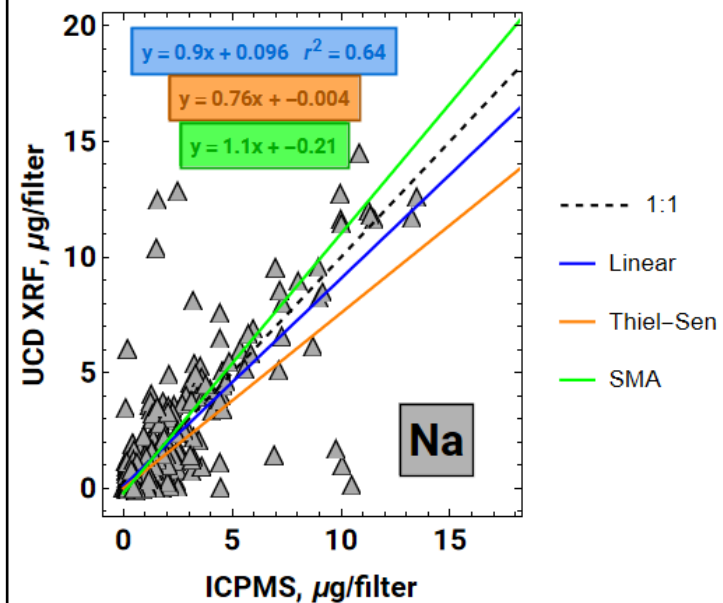 y = 0.9x + 0.096 r² = 0.64
y = 0.76x + −0.004
y = 1.1x + −0.21
20
15
10
5
0
UCD XRF, µg/filter
Na
0 5 10 15
ICPMS, µg/filter
1:1
Linear
Thiel−Sen
SMA